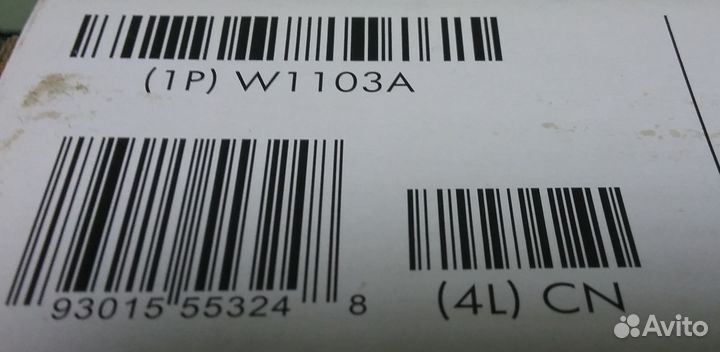 (1P) W1103A
93015 55324 8
(4L) CN
Avito